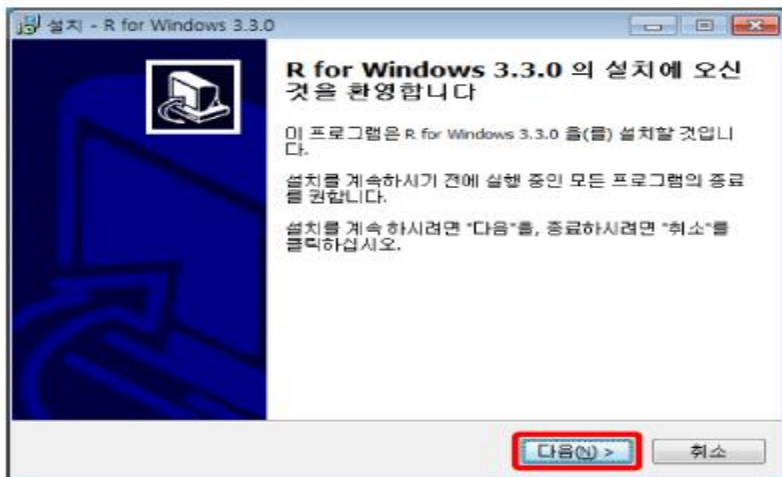 설치 - R for Windows 3.3.0
R for Windows 3.3.0 의 설치에 오신
것을 환영합니다
이 프로그램은 R for Windows 3.3.0 을(를) 설치할 것입니
다.
설치를 계속하시기 전에 실행 중인 모든 프로그램의 종료
를 권합니다.
설치를 계속 하시려면 "다음"을, 종료하시려면 "취소"를
클릭하십시오.
다음(N) >
취소